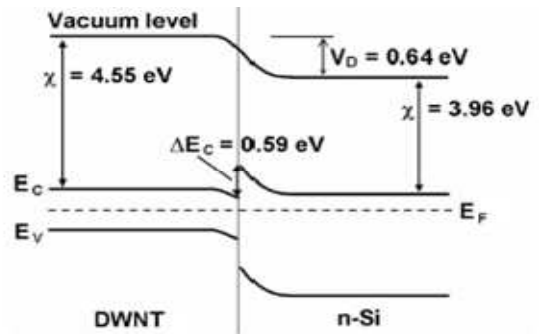 Vacuum level
V_D = 0.64 eV
χ = 4.55 eV
χ = 3.96 eV
ΔE_C = 0.59 eV
E_C
E_F
E_V
DWNT
n-Si